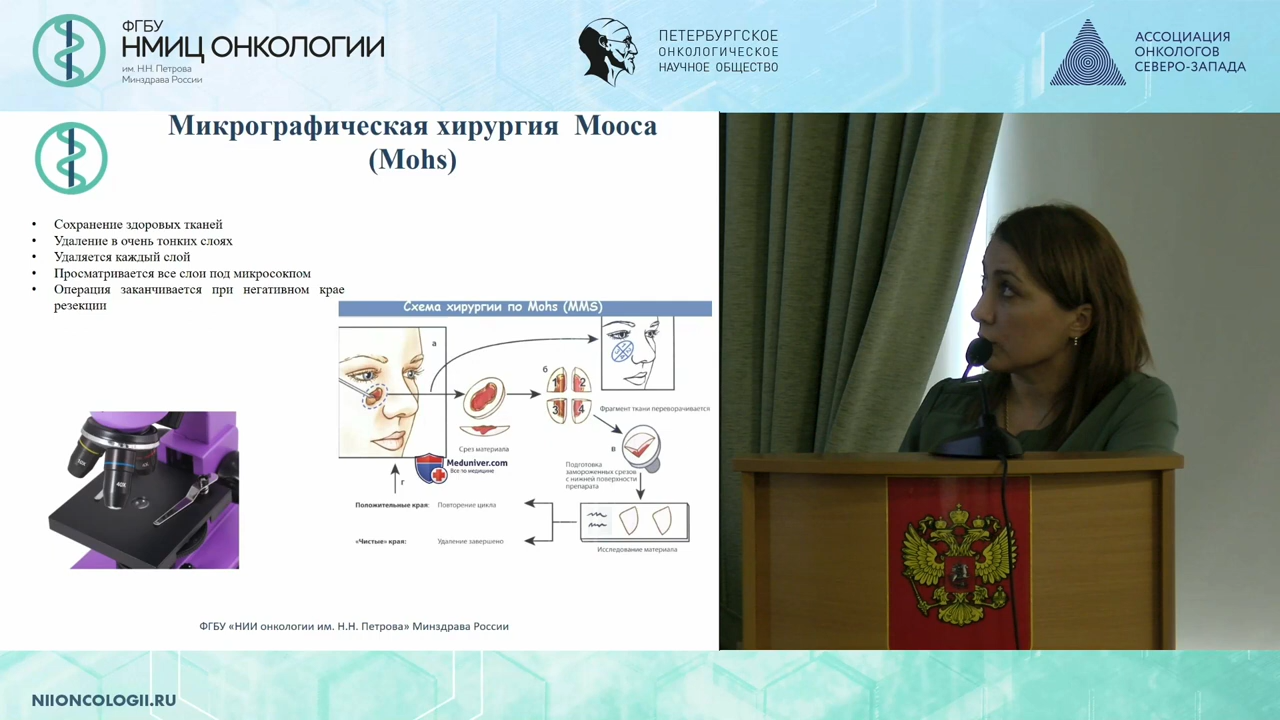 ФГБУ
НМИЦ ОНКОЛОГИИ
им. Н.Н. Петрова
Минздрава России
ПЕТЕРБУРГСКОЕ
ОНКОЛОГИЧЕСКОЕ
НАУЧНОЕ ОБЩЕСТВО
АССОЦИАЦИЯ
ОНКОЛОГОВ
СЕВЕРО-ЗАПАДА
Микрографическая хирургия Мооса
(Mohs)
• Сохранение здоровых тканей
• Удаление в очень тонких слоях
• Удаляется каждый слой
• Просматривается все слои под микросокпом
• Операция заканчивается при негативном крае
резекции
Схема хирургии по Mohs (MMS)
а
б
1 2
3 4
Фрагмент ткани переворачивается
Срез материала
в
Meduniver.com
Все по медицине
Подготовка
замороженных срезов
с нижней поверхности
препарата
г
Положительные края: Повторение цикла
«Чистые» края: Удаление завершено
Исследование материала
40X
ФГБУ «НИИ онкологии им. Н.Н. Петрова» Минздрава России
NIIONCOLOGII.RU